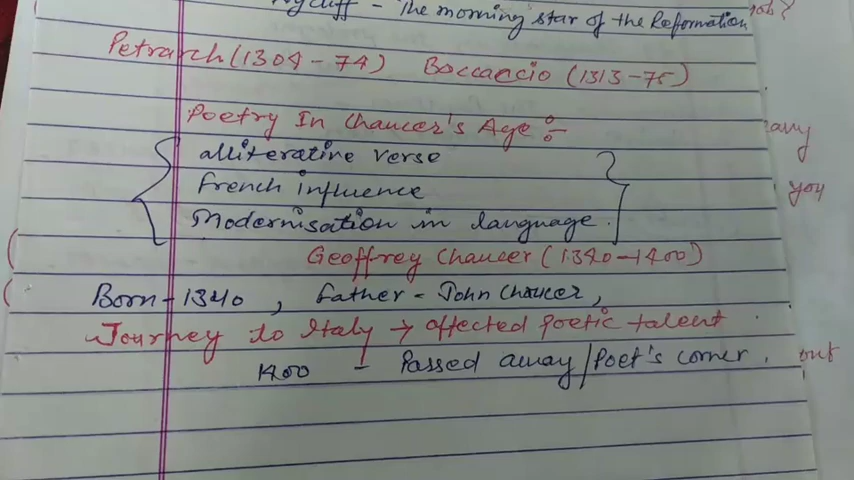 - The morning star of the Reformation
Petrarch (1304 - 74) Boccaccio (1313-75)
Poetry In Chaucer's Age :-
alliterative verse
French influence
Modernisation in language.
Geoffrey Chaucer (1340-1400)
Born - 1340, Father - John Chaucer,
Journey to Italy → affected poetic talent
1400 - Passed away/Poet's corner.
you
out